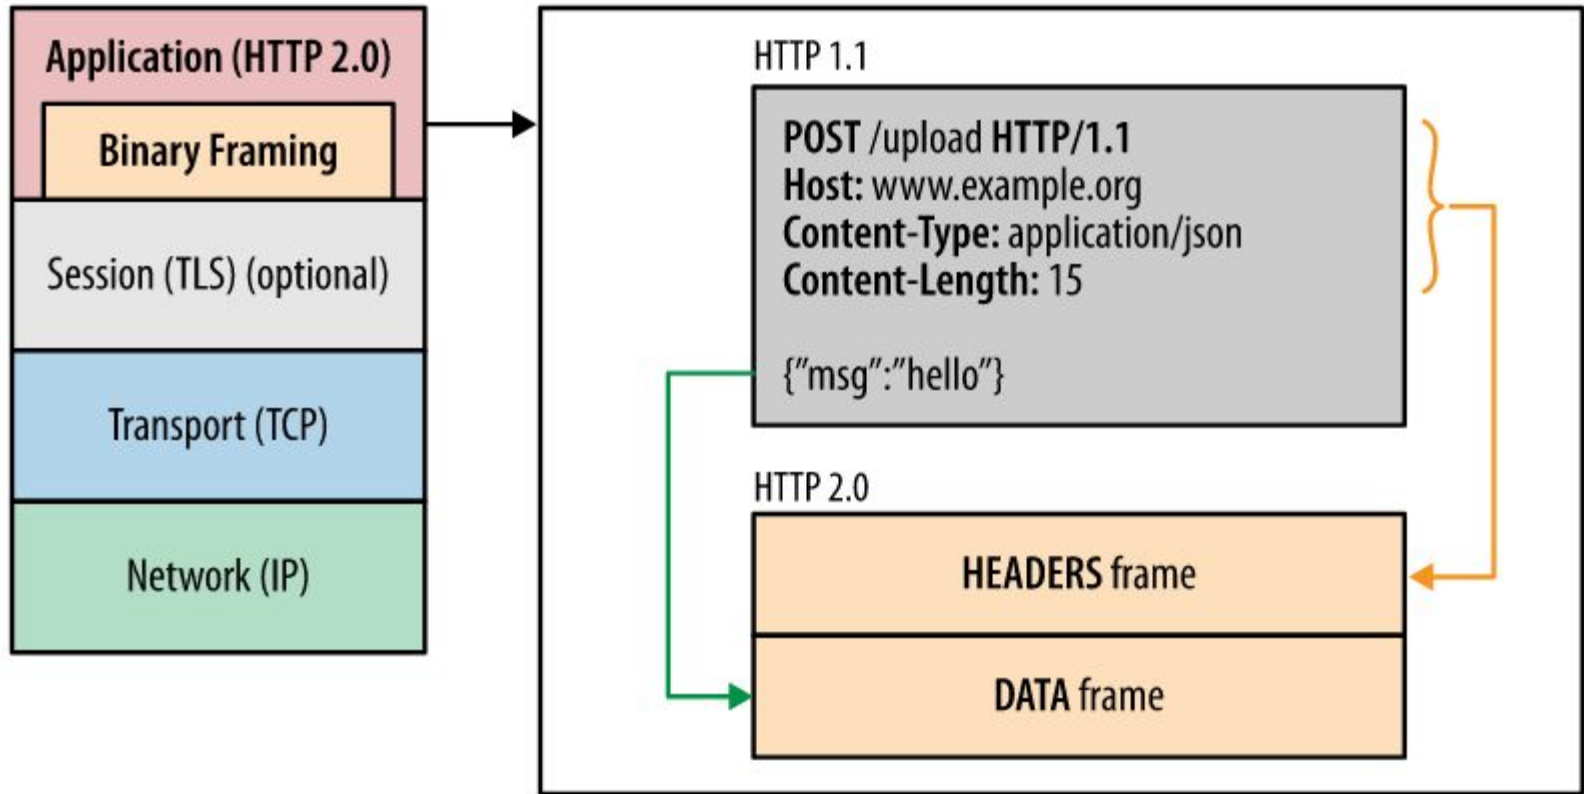 Application (HTTP 2.0)
Binary Framing
Session (TLS) (optional)
Transport (TCP)
Network (IP)
HTTP 1.1
POST /upload HTTP/1.1
Host: www.example.org
Content-Type: application/json
Content-Length: 15
{”msg”:”hello”}
HTTP 2.0
HEADERS frame
DATA frame